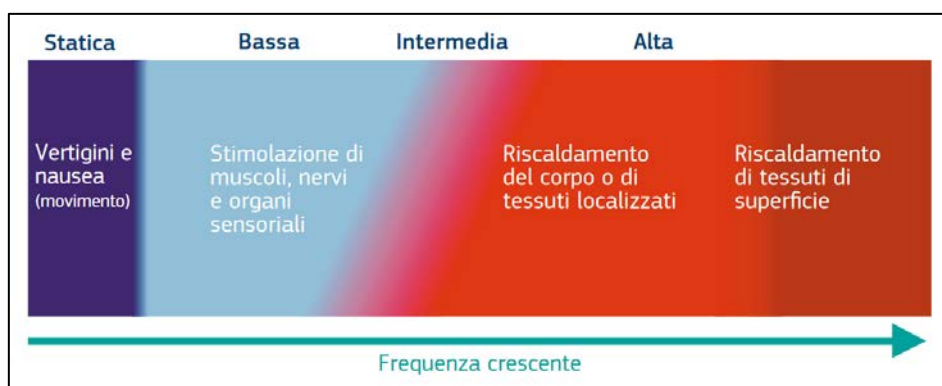 Statica Bassa Intermedia Alta
Vertigini e
nausea
(movimento)
Stimolazione di
muscoli, nervi
e organi
sensoriali
Riscaldamento
del corpo o di
tessuti localizzati
Riscaldamento
di tessuti di
superficie
Frequenza crescente